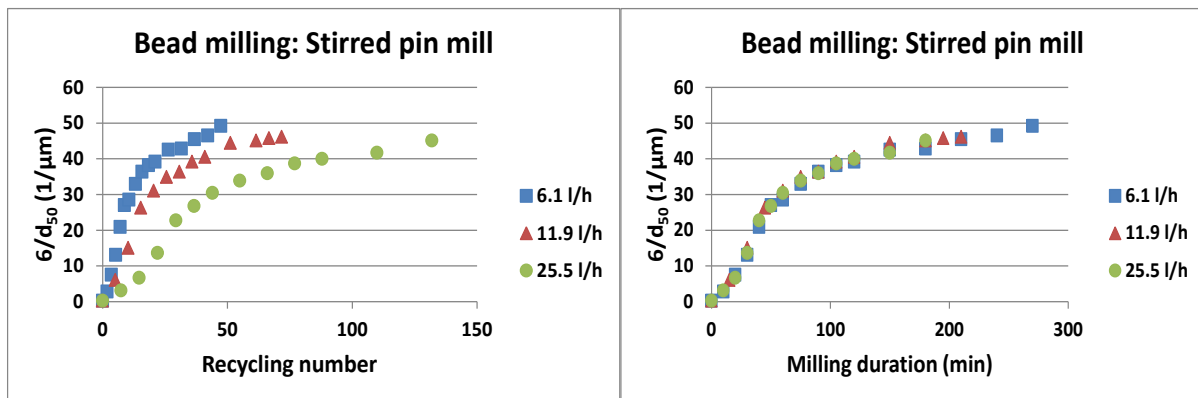 Bead milling: Stirred pin mill
60
50
40
30
20
10
0
6/d₅₀ (1/μm)
0
50
100
150
Recycling number
6.1 l/h
11.9 l/h
25.5 l/h
Bead milling: Stirred pin mill
60
50
40
30
20
10
0
6/d₅₀ (1/μm)
0
100
200
300
Milling duration (min)
6.1 l/h
11.9 l/h
25.5 l/h